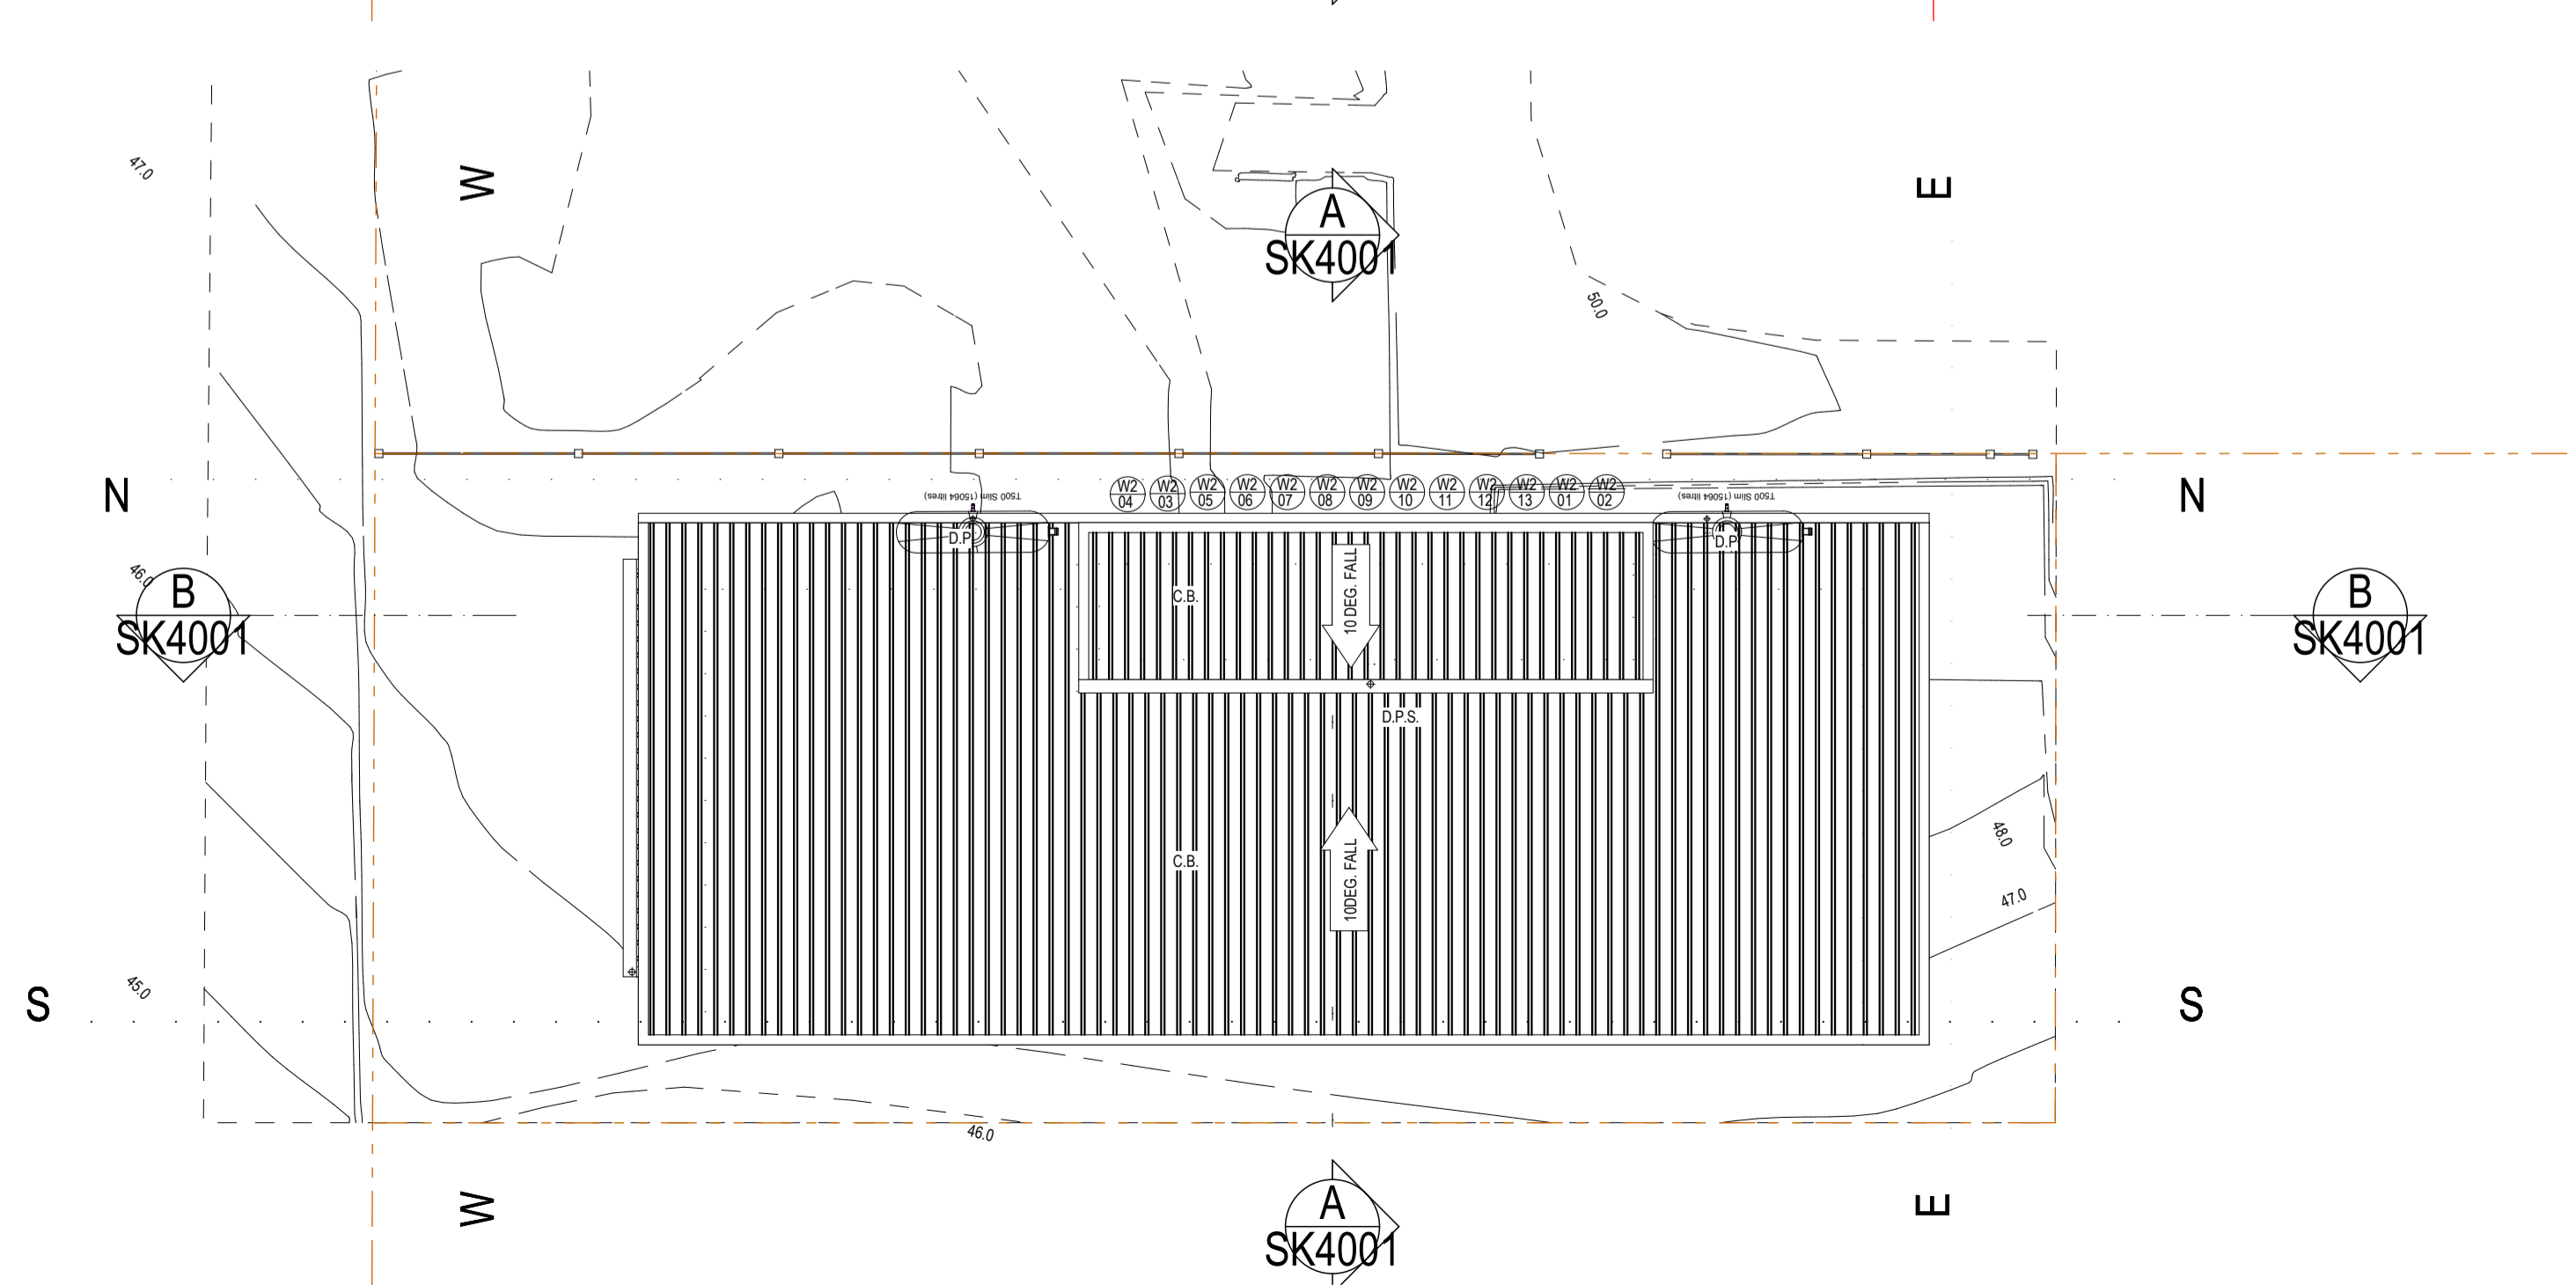 47.0
W
E
A
SK4001
50.0
N
N
W2
04
W2
03
W2
05
W2
06
W2
07
W2
08
W2
09
W2
10
W2
11
W2
12
W2
13
W2
01
W2
02
T500 Slim (15064 litres)
T500 Slim (15064 litres)
D.P
D.P
46.0
B
SK4001
C.B.
10 DEG. FALL
B
SK4001
D.P.S.
C.B.
10DEG. FALL
48.0
47.0
45.0
S
S
46.0
W
E
A
SK4001